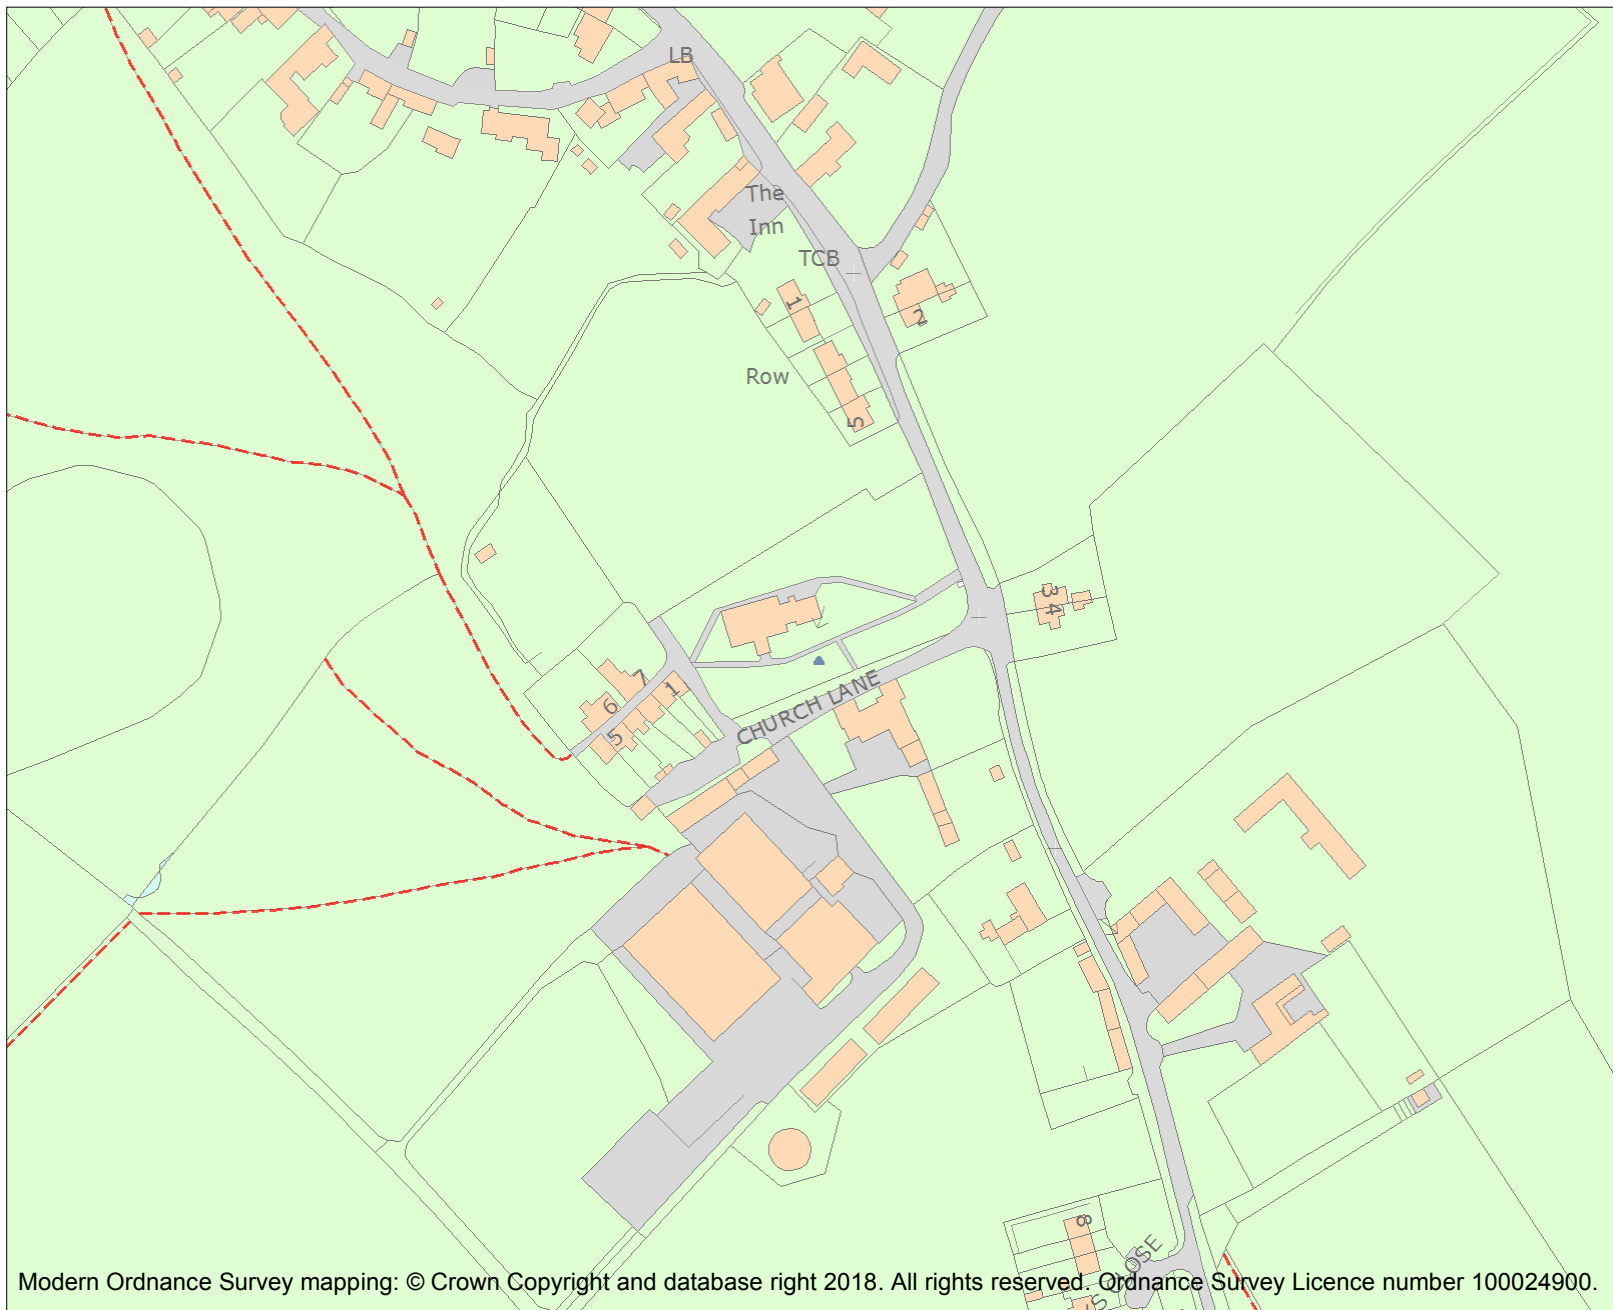 LB
The
Inn
TCB
1
2
Row
5
3
4
7
1
6
5
CHURCH LANE
8
CLOSE
Modern Ordnance Survey mapping: © Crown Copyright and database right 2018. All rights reserved. Ordnance Survey Licence number 100024900.